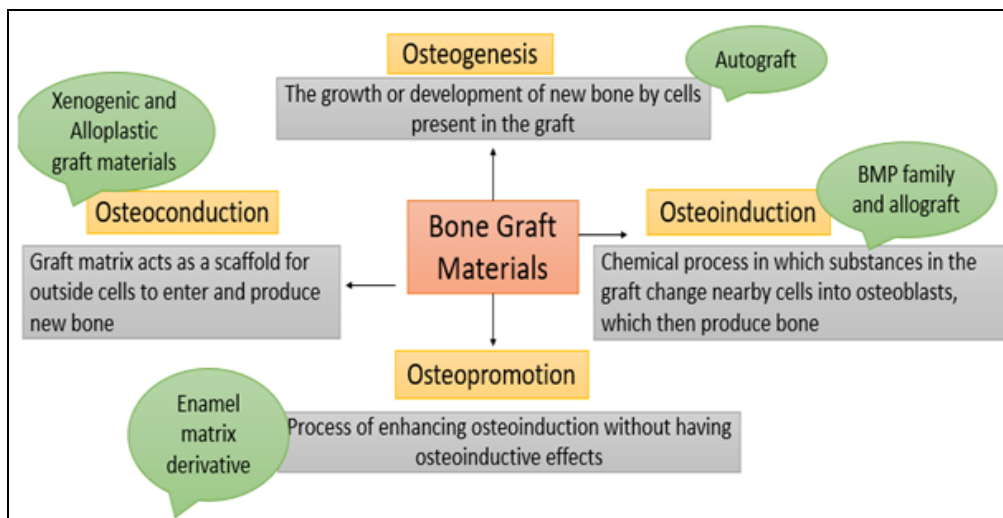 Osteogenesis
The growth or development of new bone by cells
present in the graft
Autograft
Xenogenic and
Alloplastic
graft materials
Osteoconduction
Graft matrix acts as a scaffold for
outside cells to enter and produce
new bone
Bone Graft
Materials
BMP family
and allograft
Osteoinduction
Chemical process in which substances in the
graft change nearby cells into osteoblasts,
which then produce bone
Osteopromotion
Process of enhancing osteoinduction without having
osteoinductive effects
Enamel
matrix
derivative